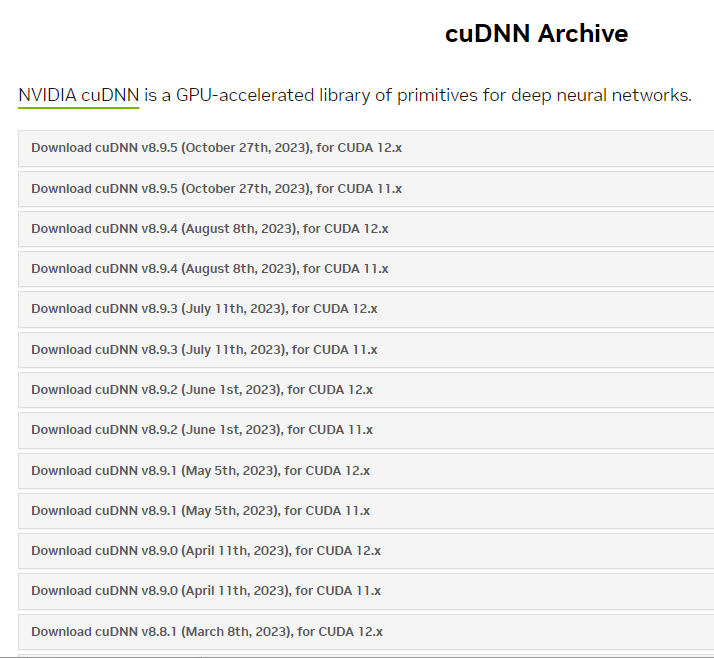 cuDNN Archive
NVIDIA cuDNN is a GPU-accelerated library of primitives for deep neural networks.
Download cuDNN v8.9.5 (October 27th, 2023), for CUDA 12.x
Download cuDNN v8.9.5 (October 27th, 2023), for CUDA 11.x
Download cuDNN v8.9.4 (August 8th, 2023), for CUDA 12.x
Download cuDNN v8.9.4 (August 8th, 2023), for CUDA 11.x
Download cuDNN v8.9.3 (July 11th, 2023), for CUDA 12.x
Download cuDNN v8.9.3 (July 11th, 2023), for CUDA 11.x
Download cuDNN v8.9.2 (June 1st, 2023), for CUDA 12.x
Download cuDNN v8.9.2 (June 1st, 2023), for CUDA 11.x
Download cuDNN v8.9.1 (May 5th, 2023), for CUDA 12.x
Download cuDNN v8.9.1 (May 5th, 2023), for CUDA 11.x
Download cuDNN v8.9.0 (April 11th, 2023), for CUDA 12.x
Download cuDNN v8.9.0 (April 11th, 2023), for CUDA 11.x
Download cuDNN v8.8.1 (March 8th, 2023), for CUDA 12.x